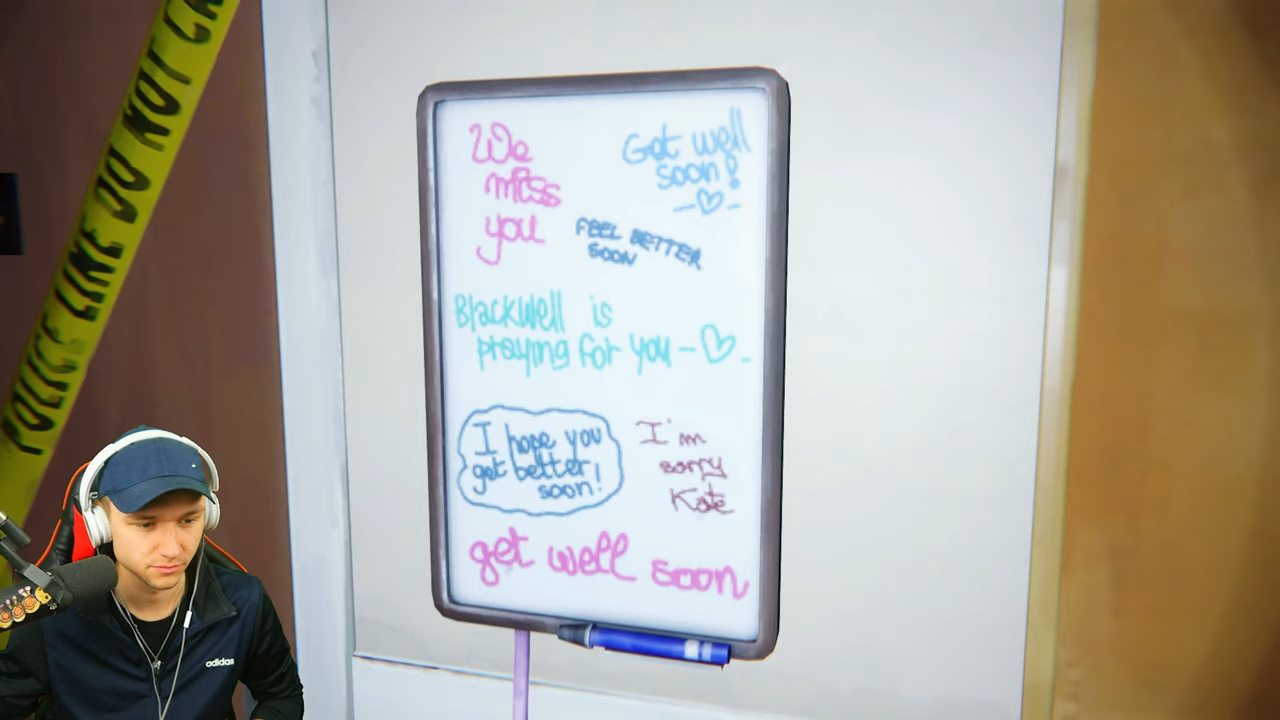 POLICE LINE DO NOT CR
We
miss
you
Get well
soon!
FEEL BETTER
SOON
Blackwell is
praying for you
I hope you
get better
soon!
I'm
sorry
Kate
get well soon
adidas